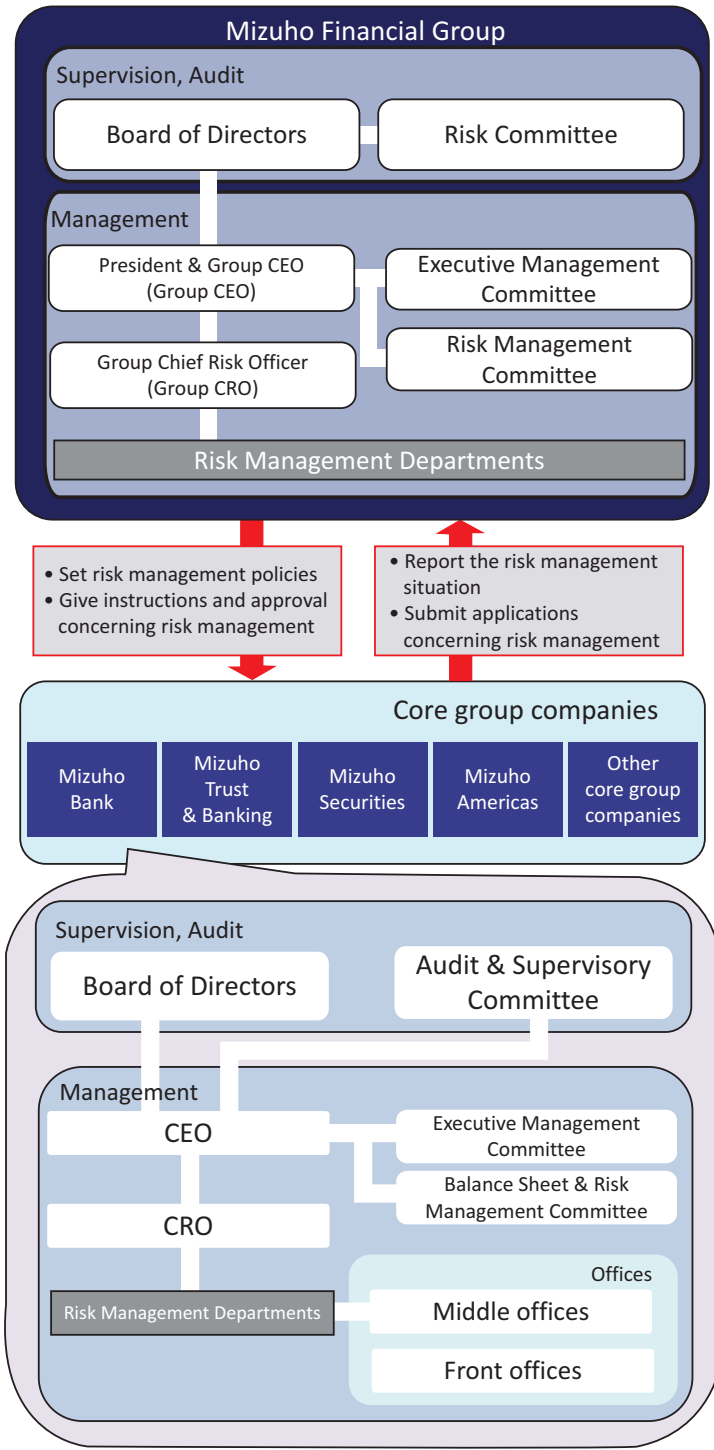 Mizuho Financial Group
Supervision, Audit
Board of Directors
Risk Committee
Management
President & Group CEO
(Group CEO)
Executive Management
Committee
Group Chief Risk Officer
(Group CRO)
Risk Management
Committee
Risk Management Departments
• Set risk management policies
• Give instructions and approval
concerning risk management
• Report the risk management
situation
• Submit applications
concerning risk management
Core group companies
Mizuho
Bank
Mizuho
Trust
& Banking
Mizuho
Securities
Mizuho
Americas
Other
core group
companies
Supervision, Audit
Board of Directors
Audit & Supervisory
Committee
Management
CEO
Executive Management
Committee
Balance Sheet & Risk
Management Committee
CRO
Risk Management Departments
Offices
Middle offices
Front offices